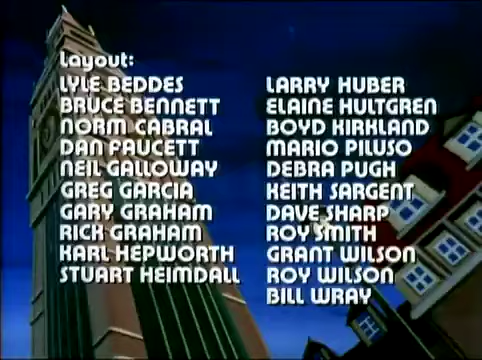 Layout:
LYLE BEDDES
BRUCE BENNETT
NORM CABRAL
DAN FAUCETT
NEIL GALLOWAY
GREG GARCIA
GARY GRAHAM
RICK GRAHAM
KARL HEPWORTH
STUART HEIMDALL
LARRY HUBER
ELAINE HULTGREN
BOYD KIRKLAND
MARIO PILUSO
DEBRA PUGH
KEITH SARGENT
DAVE SHARP
ROY SMITH
GRANT WILSON
ROY WILSON
BILL WRAY